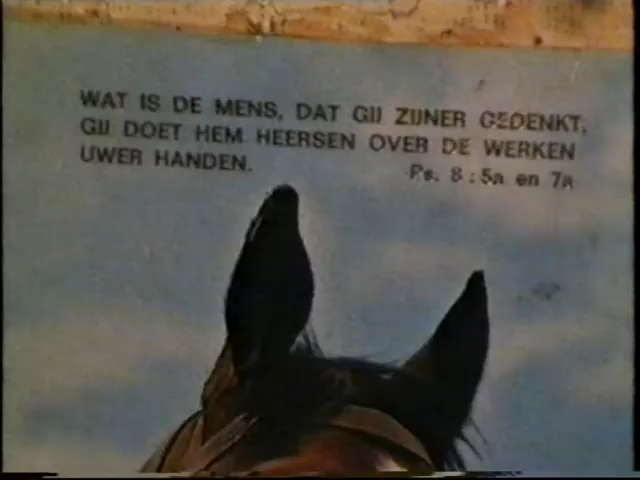 WAT IS DE MENS, DAT GIJ ZIJNER GEDENKT,
GIJ DOET HEM HEERSEN OVER DE WERKEN
UWER HANDEN.
Ps. 8 : 5a en 7a